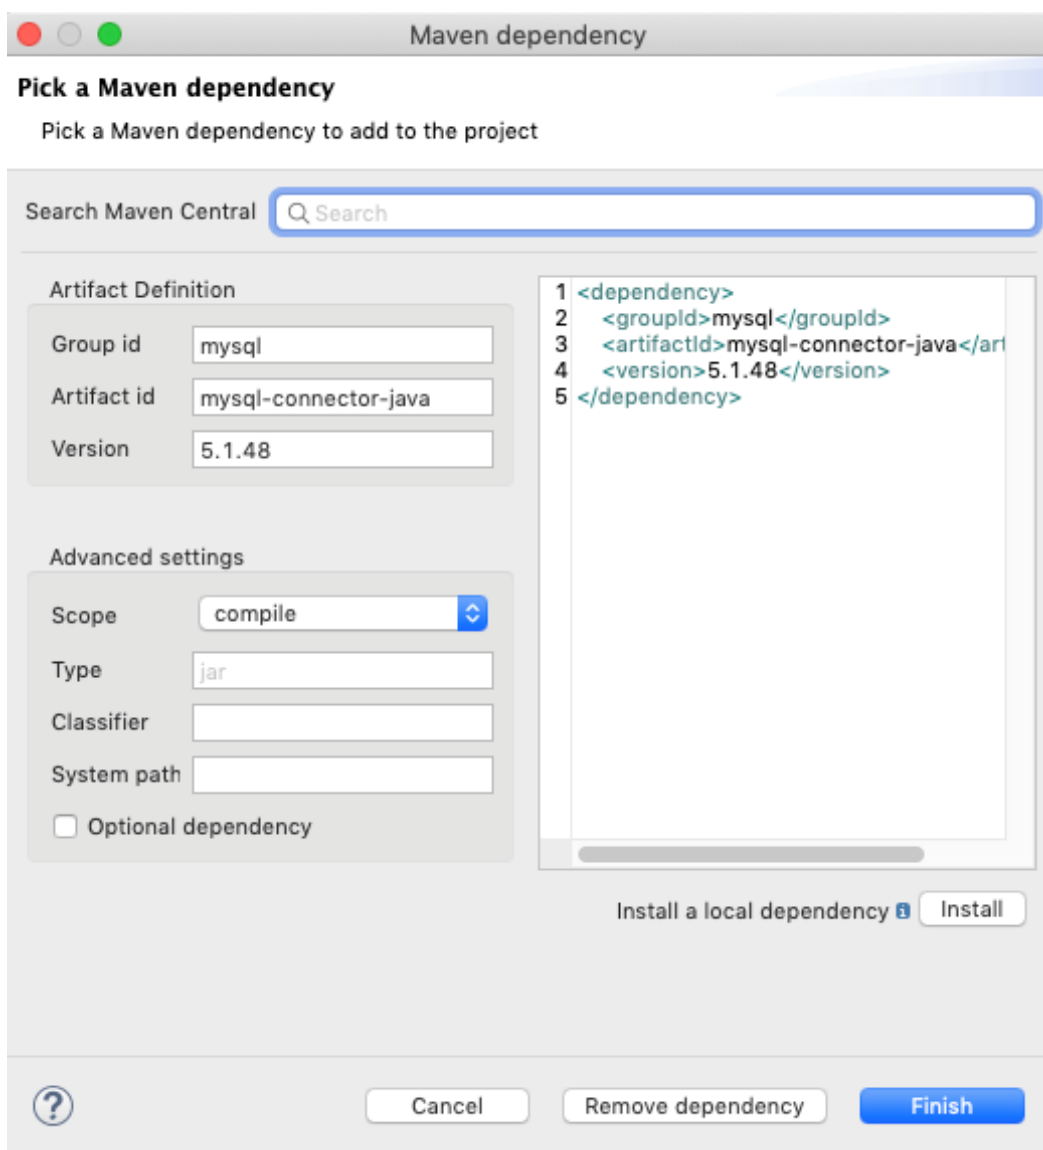 Maven dependency
Pick a Maven dependency
Pick a Maven dependency to add to the project
Search Maven Central Search
Artifact Definition
Group id mysql
Artifact id mysql-connector-java
Version 5.1.48
Advanced settings
Scope compile
Type jar
Classifier
System path
Optional dependency
1 <dependency>
2 <groupId>mysql</groupId>
3 <artifactId>mysql-connector-java</art
4 <version>5.1.48</version>
5 </dependency>
Install a local dependency Install
? Cancel Remove dependency Finish